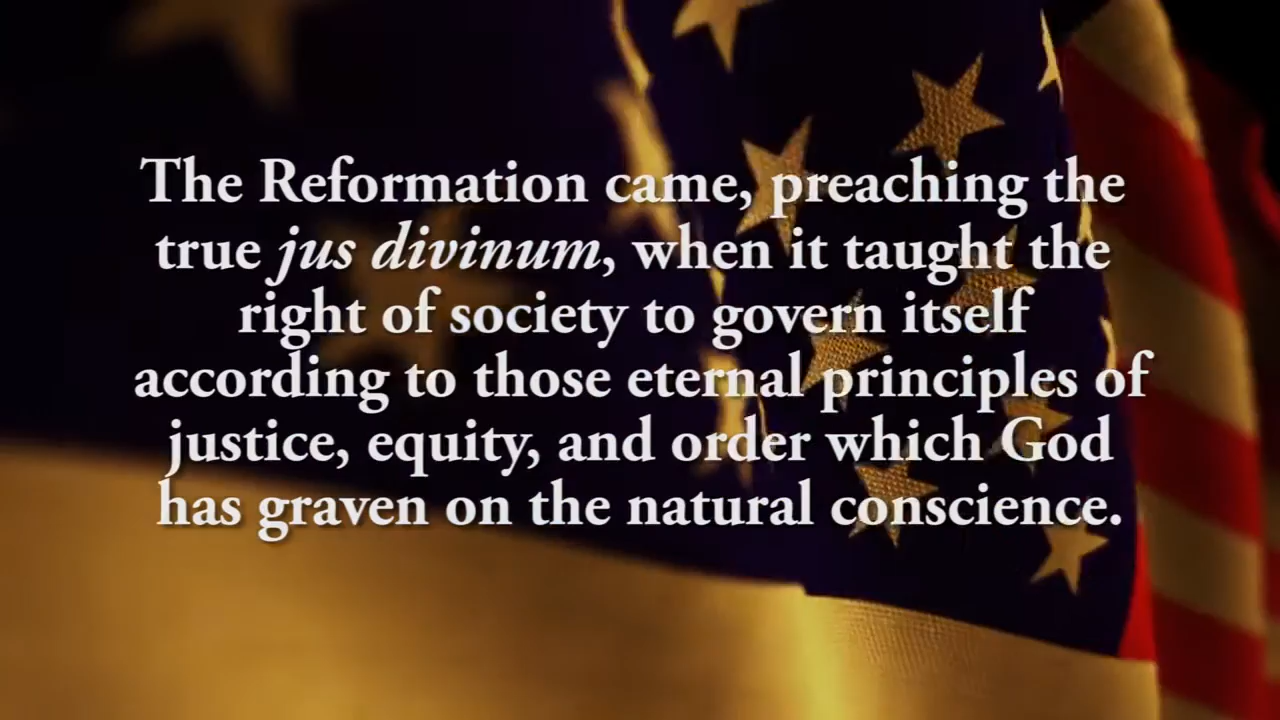 The Reformation came, preaching the
true jus divinum, when it taught the
right of society to govern itself
according to those eternal principles of
justice, equity, and order which God
has graven on the natural conscience.